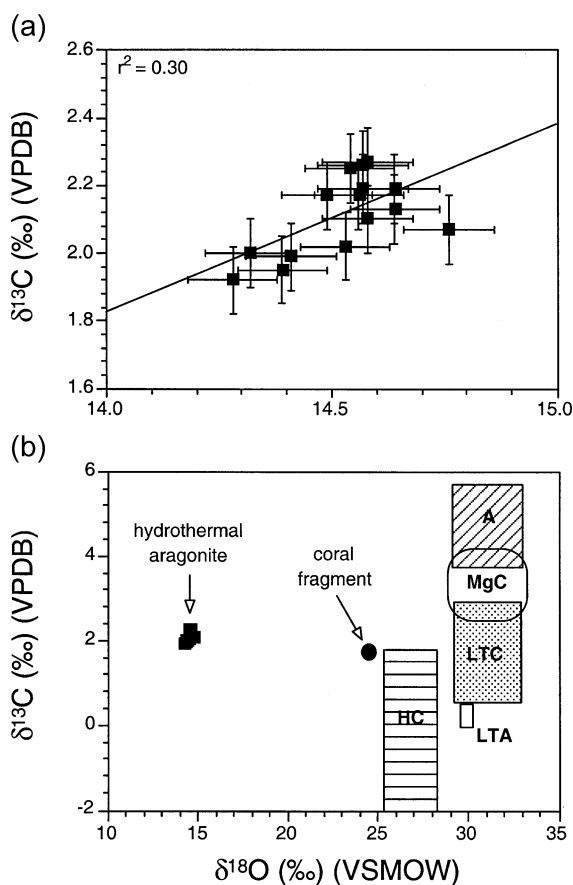 (a)
r² = 0.30
2.6
2.4
2.2
2.0
1.8
1.6
δ¹³C (‰) (VPDB)
14.0
14.5
15.0
(b)
6
4
2
0
-2
δ¹³C (‰) (VPDB)
hydrothermal
aragonite
coral
fragment
A
MgC
LTC
HC
LTA
10
15
20
25
30
35
δ¹⁸O (‰) (VSMOW)